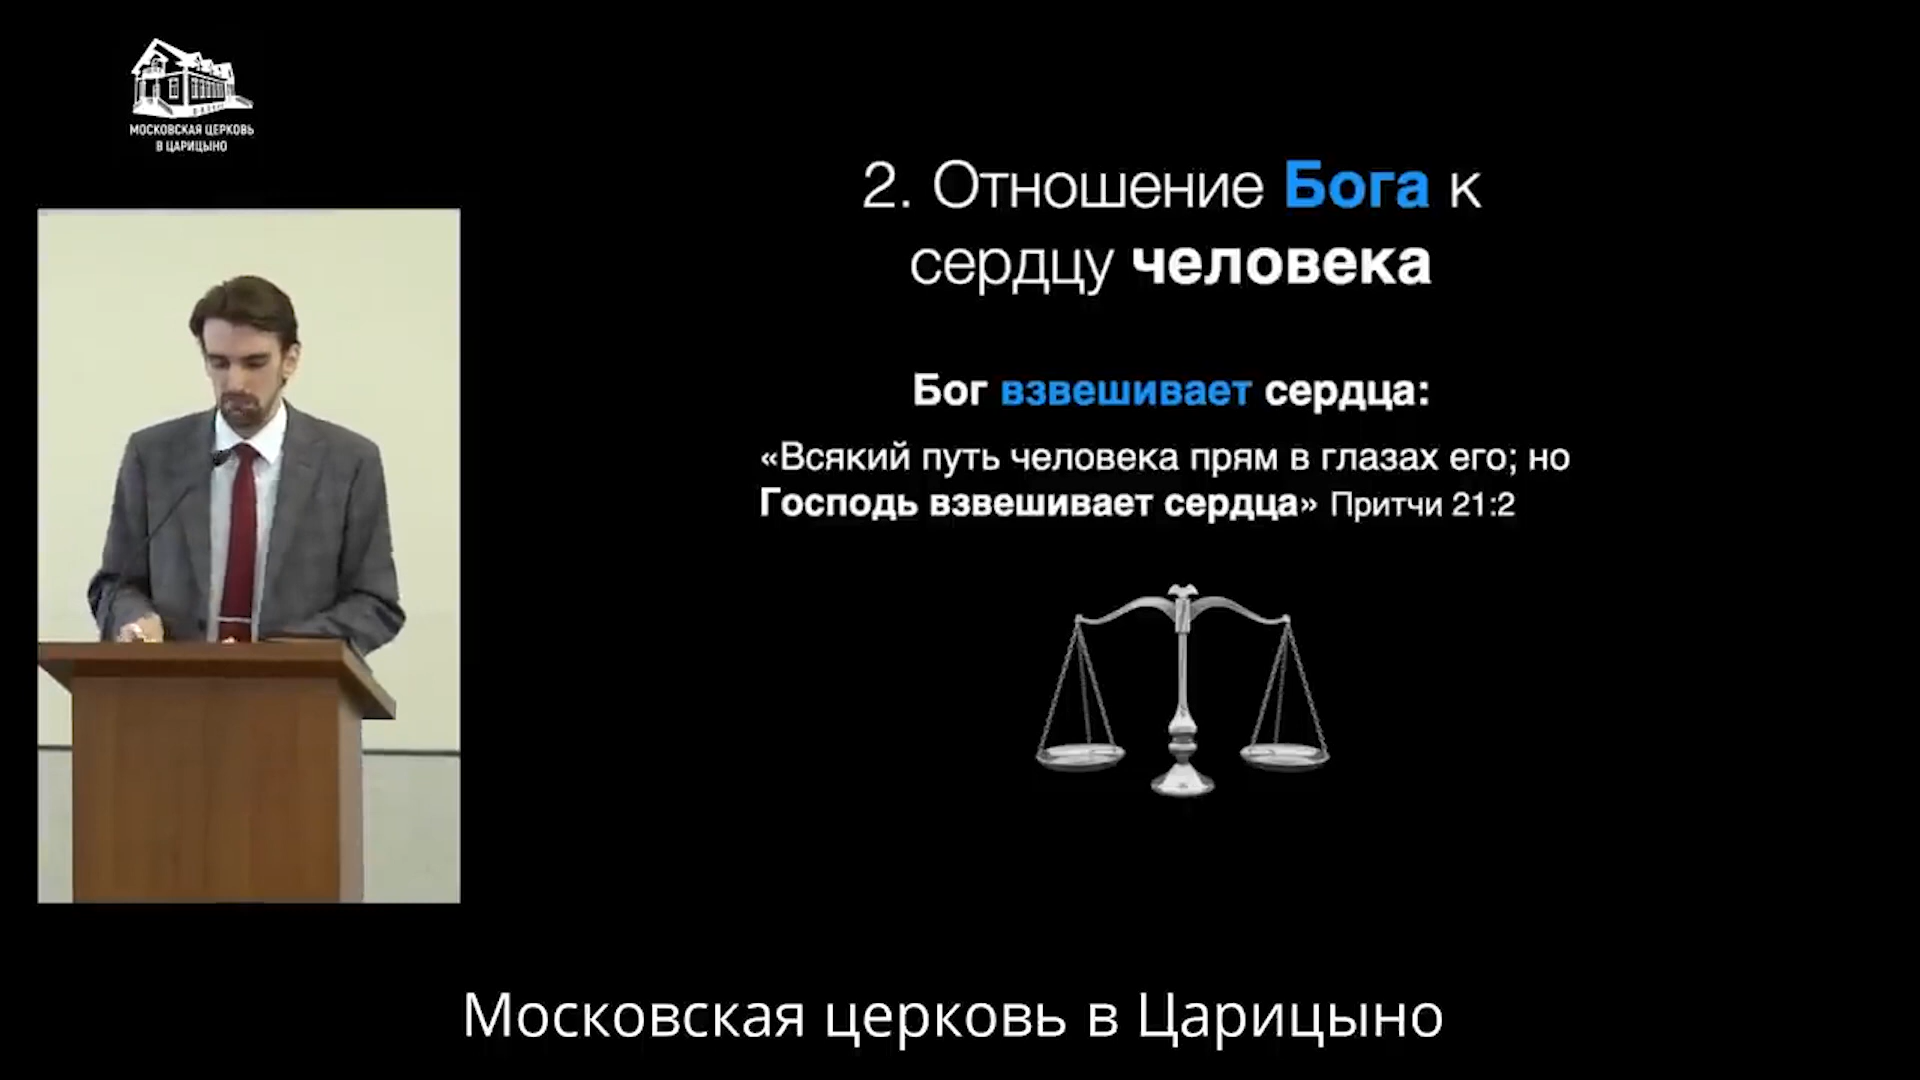 МОСКОВСКАЯ ЦЕРКОВЬ
В ЦАРИЦЫНО
2. Отношение Бога к
сердцу человека
Бог взвешивает сердца:
«Всякий путь человека прям в глазах его; но
Господь взвешивает сердца» Притчи 21:2
Московская церковь в Царицыно